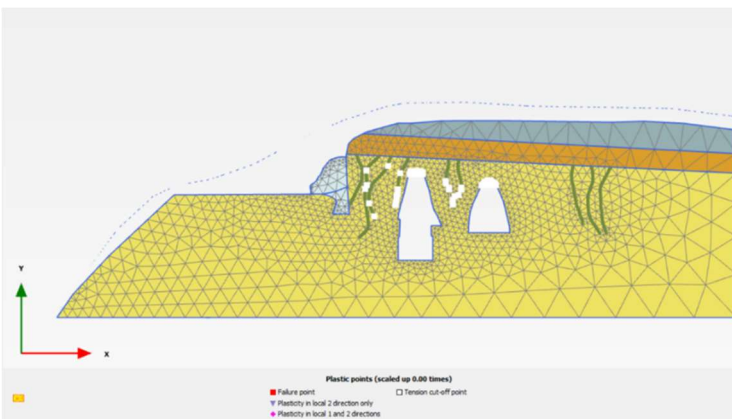 Y
X
Plastic points (scaled up 0.00 times)
Failure point
Tension cut-off point
Plasticity in local 2 direction only
Plasticity in local 1 and 2 directions